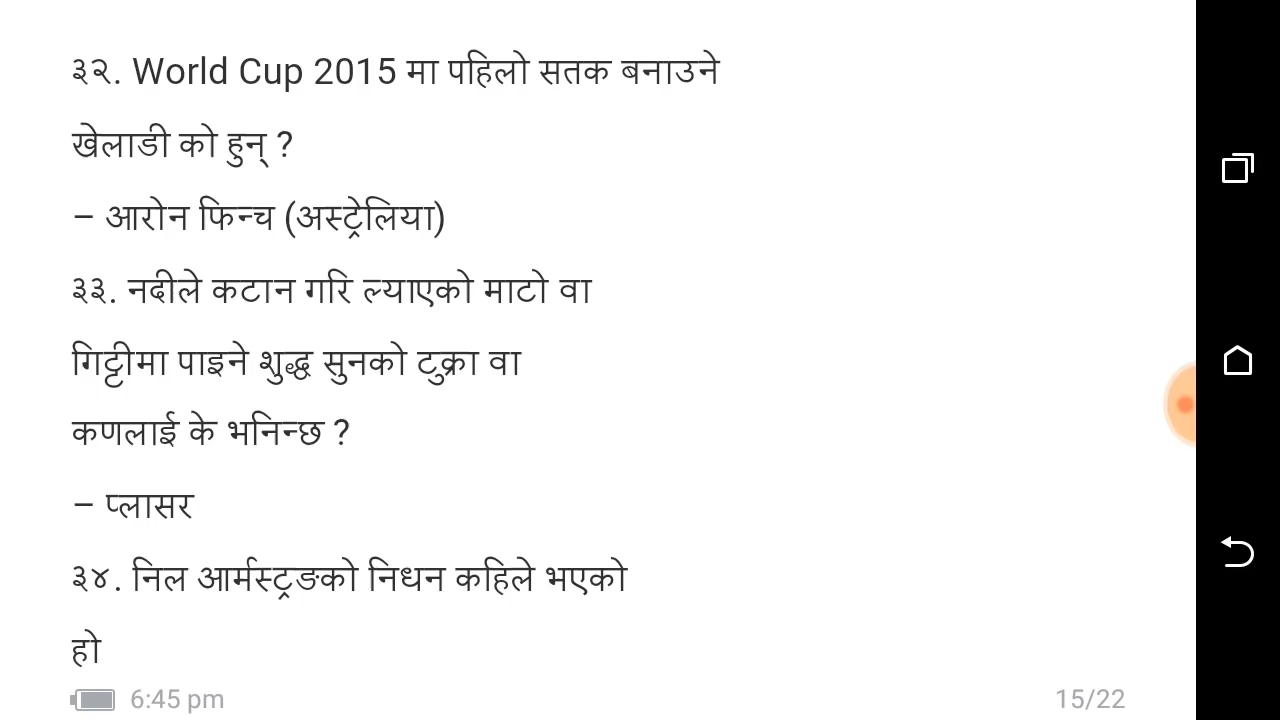 ३२. World Cup 2015 मा पहिलो सतक बनाउने
खेलाडी को हुन् ?
– आरोन फिन्च (अस्ट्रेलिया)
३३. नदीले कटान गरि ल्याएको माटो वा
गिट्टीमा पाइने शुद्ध सुनको टुक्रा वा
कणलाई के भनिन्छ ?
– प्लासर
३४. निल आर्मस्ट्रङको निधन कहिले भएको
हो
6:45 pm 15/22